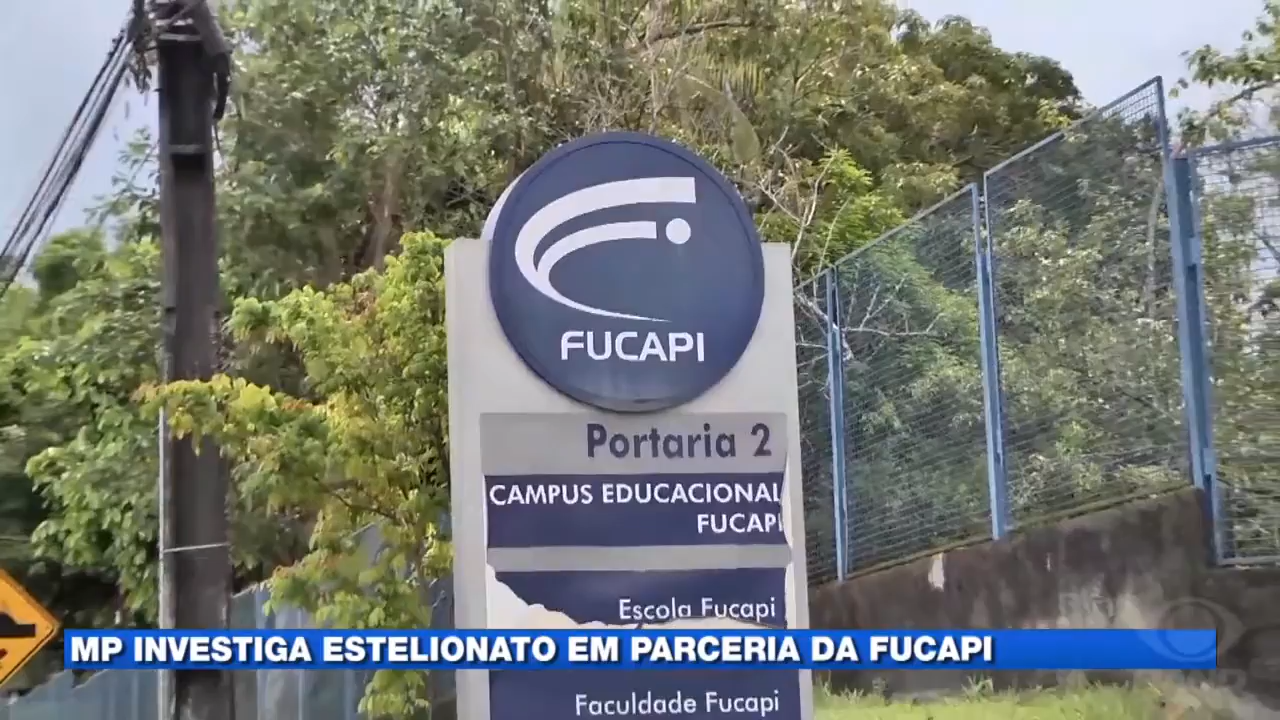 FUCAPI
Portaria 2
CAMPUS EDUCACIONAL
FUCAPI
Escola Fucapi
MP INVESTIGA ESTELIONATO EM PARCERIA DA FUCAPI
Faculdade Fucapi